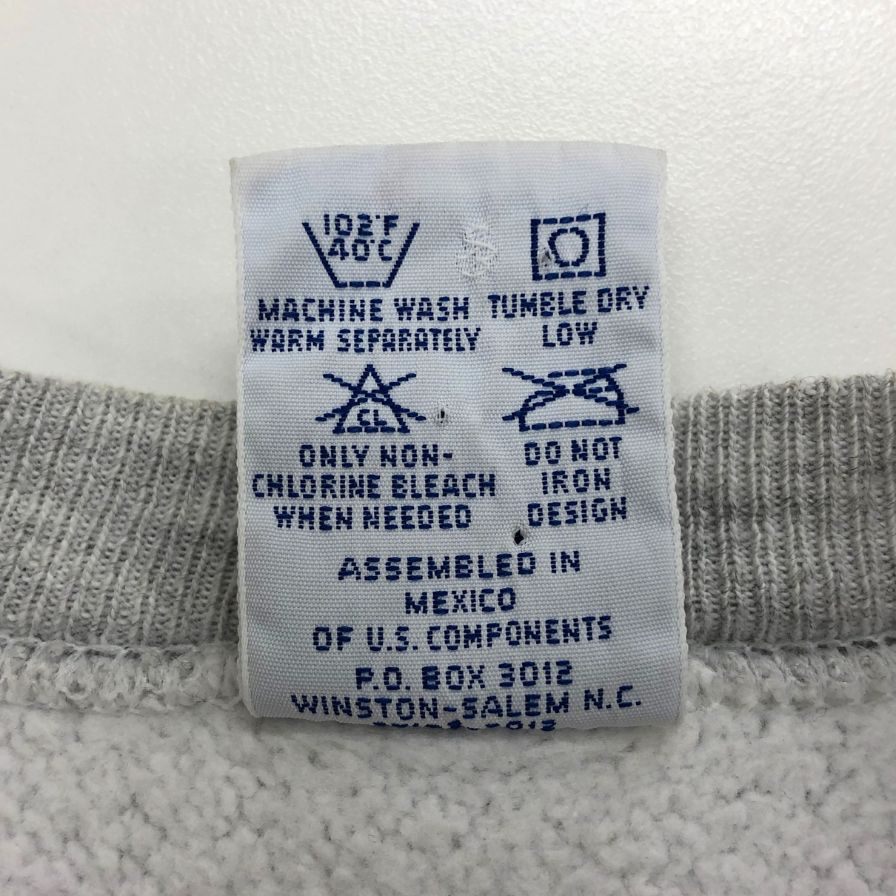 102°F
40°C
MACHINE WASH
WARM SEPARATELY
TUMBLE DRY
LOW
CL
ONLY NON-
CHLORINE BLEACH
WHEN NEEDED
DO NOT
IRON
DESIGN
ASSEMBLED IN
MEXICO
OF U.S. COMPONENTS
P.O. BOX 3012
WINSTON-SALEM N.C.